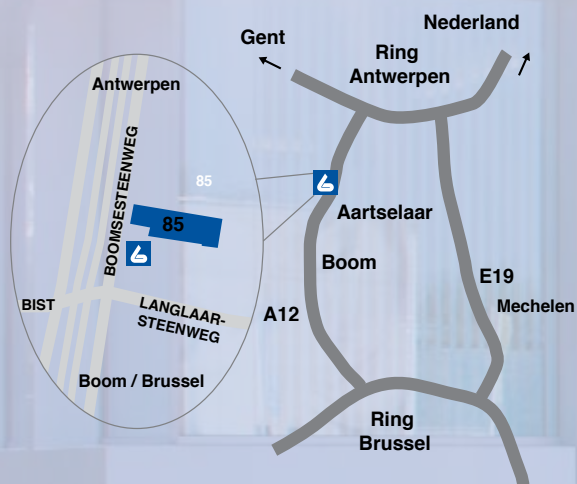 Nederland
Gent
Ring
Antwerpen
Antwerpen
BOOMSESTEENWEG
85
85
Aartselaar
Boom
E19
BIST
LANGLAAR-
STEENWEG
A12
Mechelen
Boom / Brussel
Ring
Brussel